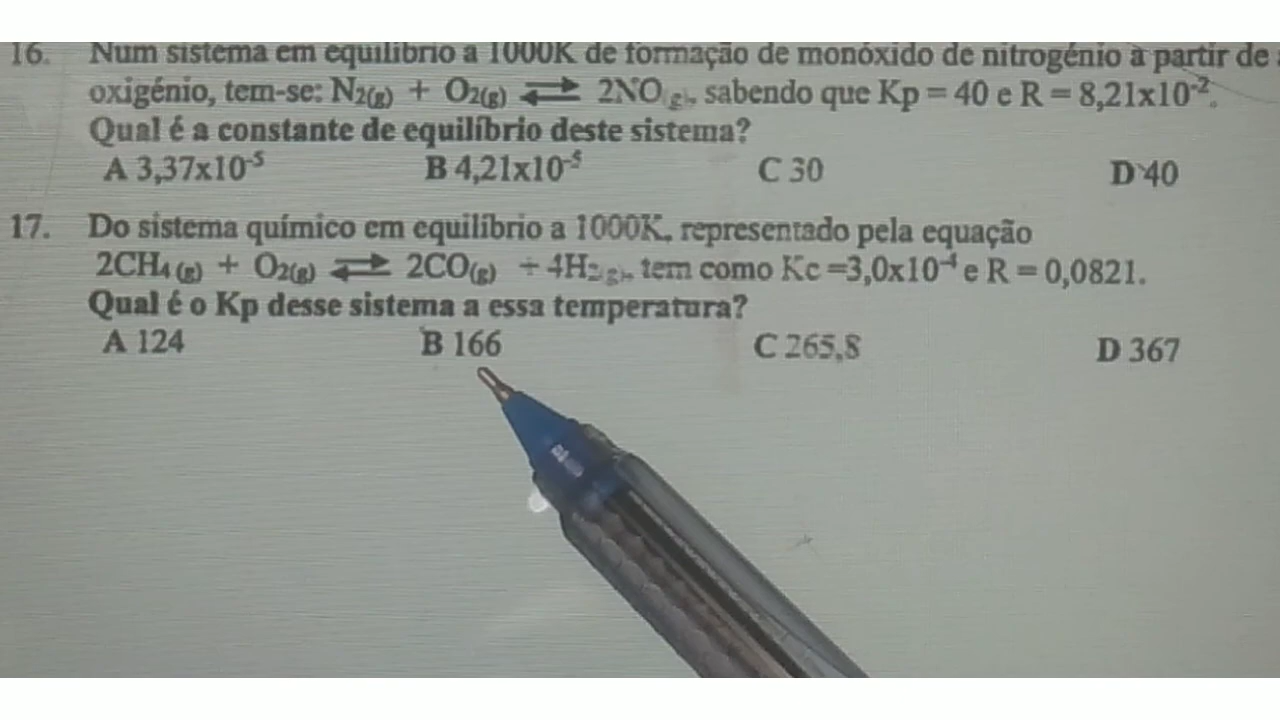 16. Num sistema em equilíbrio a 1000K de formação de monóxido de nitrogénio a partir de
oxigénio, tem-se: N2(g) + O2(g) ⇌ 2NO(g), sabendo que Kp = 40 e R = 8,21x10⁻².
Qual é a constante de equilíbrio deste sistema?
A 3,37x10⁻⁵ B 4,21x10⁻⁵ C 30 D 40
17. Do sistema químico em equilíbrio a 1000K, representado pela equação
2CH4 (g) + O2(g) ⇌ 2CO(g) + 4H2(g), tem como Kc =3,0x10⁻⁴ e R = 0,0821.
Qual é o Kp desse sistema a essa temperatura?
A 124 B 166 C 265,8 D 367